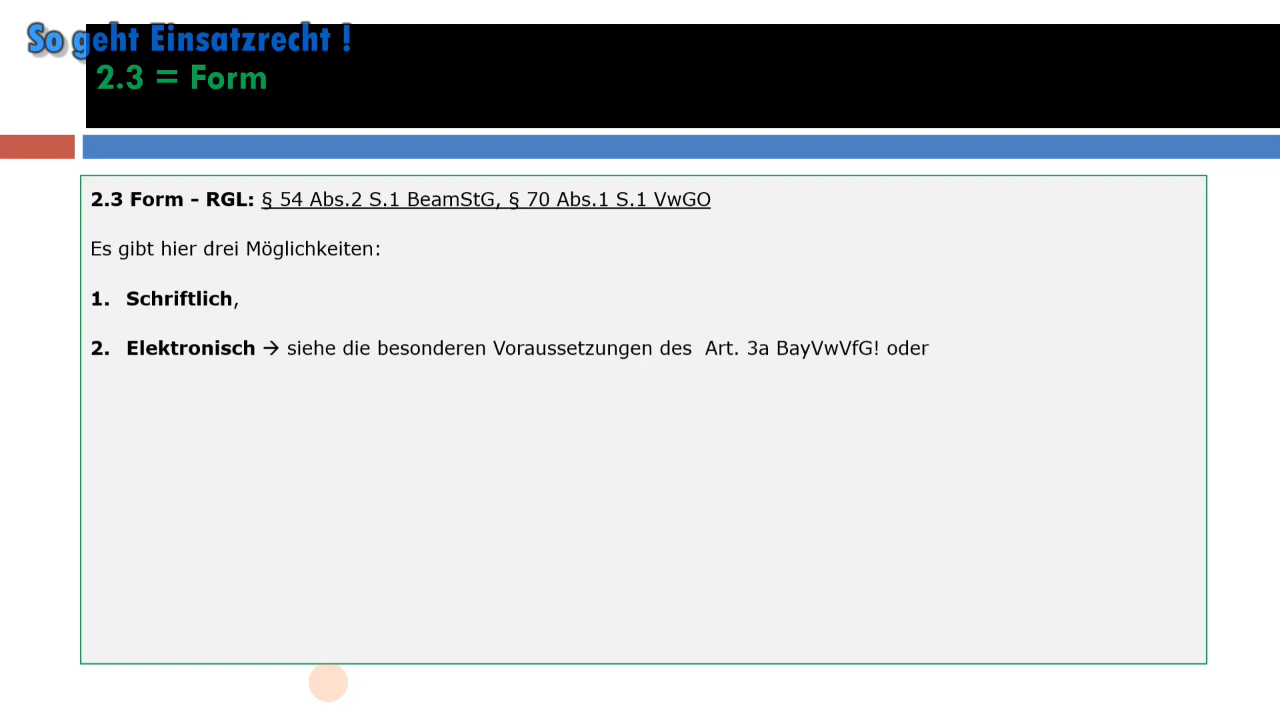 So geht Einsatzrecht !
2.3 = Form
2.3 Form - RGL: § 54 Abs.2 S.1 BeamStG, § 70 Abs.1 S.1 VwGO
Es gibt hier drei Möglichkeiten:
1. Schriftlich,
2. Elektronisch → siehe die besonderen Voraussetzungen des  Art. 3a BayVwVfG! oder